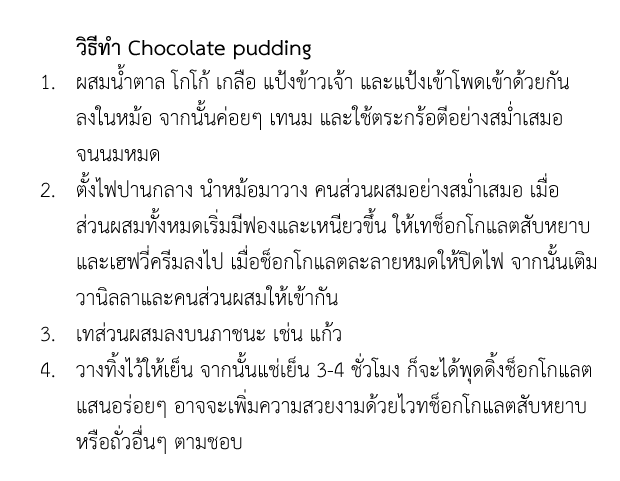 วิธีทำ Chocolate pudding
1. ผสมน้ำตาล โกโก้ เกลือ แป้งข้าวเจ้า และแป้งเข้าโพดเข้าด้วยกัน
ลงในหม้อ จากนั้นค่อยๆ เทนม และใช้ตระกร้อตีอย่างสม่ำเสมอ
จนนมหมด
2. ตั้งไฟปานกลาง นำหม้อมาวาง คนส่วนผสมอย่างสม่ำเสมอ เมื่อ
ส่วนผสมทั้งหมดเริ่มมีฟองและเหนียวขึ้น ให้เทช็อกโกแลตสับหยาบ
และเฮฟวี่ครีมลงไป เมื่อช็อกโกแลตละลายหมดให้ปิดไฟ จากนั้นเติม
วานิลลาและคนส่วนผสมให้เข้ากัน
3. เทส่วนผสมลงบนภาชนะ เช่น แก้ว
4. วางทิ้งไว้ให้เย็น จากนั้นแช่เย็น 3-4 ชั่วโมง ก็จะได้พุดดิ้งช็อกโกแลต
แสนอร่อยๆ อาจจะเพิ่มความสวยงามด้วยไวทช็อกโกแลตสับหยาบ
หรือถั่วอื่นๆ ตามชอบ